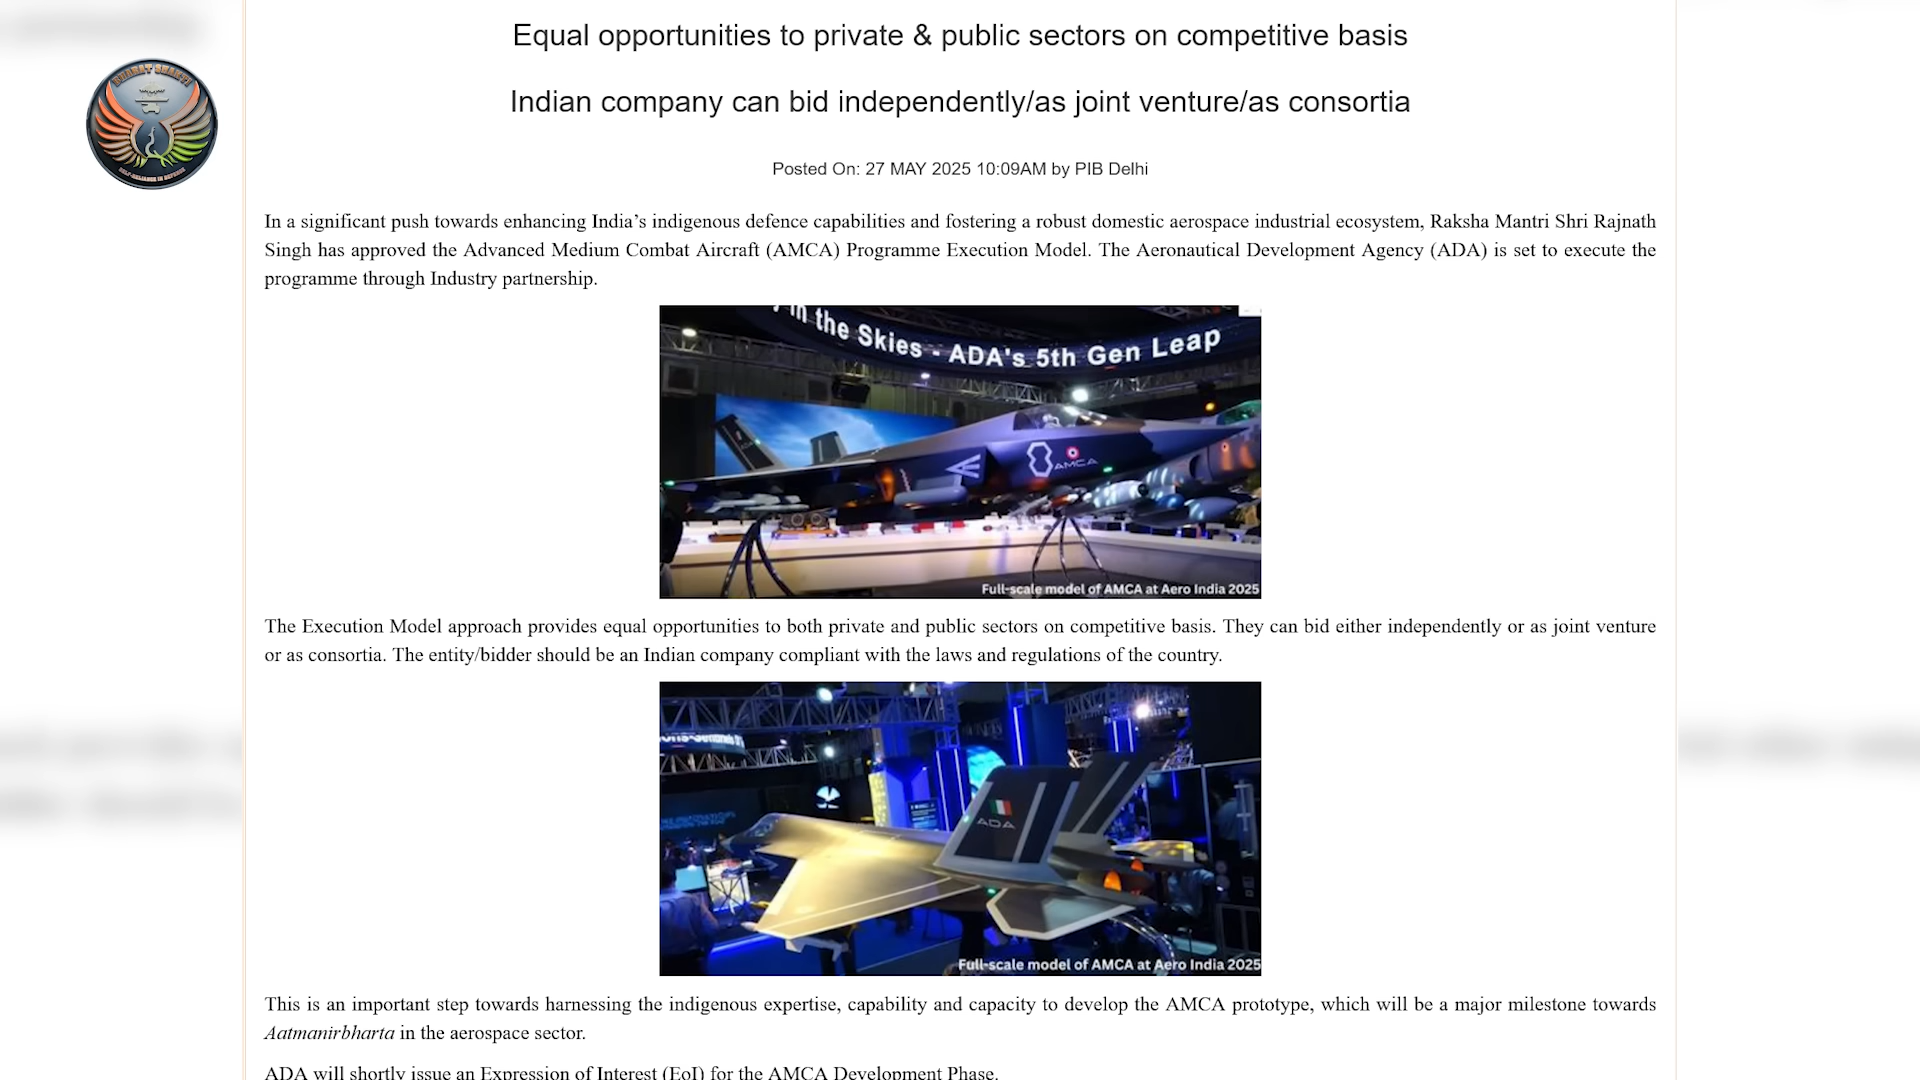 Equal opportunities to private & public sectors on competitive basis
Indian company can bid independently/as joint venture/as consortia
BHARAT SHAKTI
SELF-RELIANCE IN DEFENCE
Posted On: 27 MAY 2025 10:09AM by PIB Delhi
In a significant push towards enhancing India’s indigenous defence capabilities and fostering a robust domestic aerospace industrial ecosystem, Raksha Mantri Shri Rajnath
Singh has approved the Advanced Medium Combat Aircraft (AMCA) Programme Execution Model. The Aeronautical Development Agency (ADA) is set to execute the
programme through Industry partnership.
in the Skies - ADA's 5th Gen Leap
AMCA
Full-scale model of AMCA at Aero India 2025
The Execution Model approach provides equal opportunities to both private and public sectors on competitive basis. They can bid either independently or as joint venture
or as consortia. The entity/bidder should be an Indian company compliant with the laws and regulations of the country.
ADA
Full-scale model of AMCA at Aero India 2025
This is an important step towards harnessing the indigenous expertise, capability and capacity to develop the AMCA prototype, which will be a major milestone towards
Aatmanirbharta in the aerospace sector.
ADA will shortly issue an Expression of Interest (EoI) for the AMCA Development Phase.